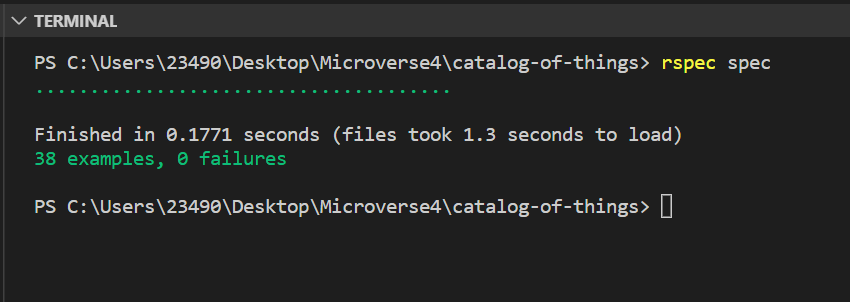 TERMINAL
PS C:\Users\23490\Desktop\Microverse4\catalog-of-things> rspec spec
......................................
Finished in 0.1771 seconds (files took 1.3 seconds to load)
38 examples, 0 failures
PS C:\Users\23490\Desktop\Microverse4\catalog-of-things>